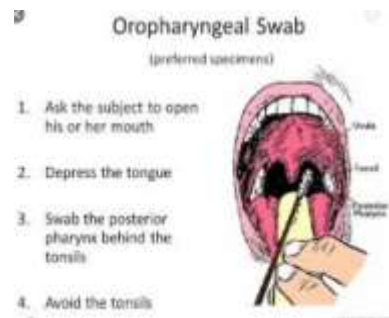 Oropharyngeal Swab
(preferred specimens)
1. Ask the subject to open
his or her mouth
2. Depress the tongue
3. Swab the posterior
pharynx behind the
tonsils
4. Avoid the tonsils
Uvula
Tonsil
Posterior
Pharynx